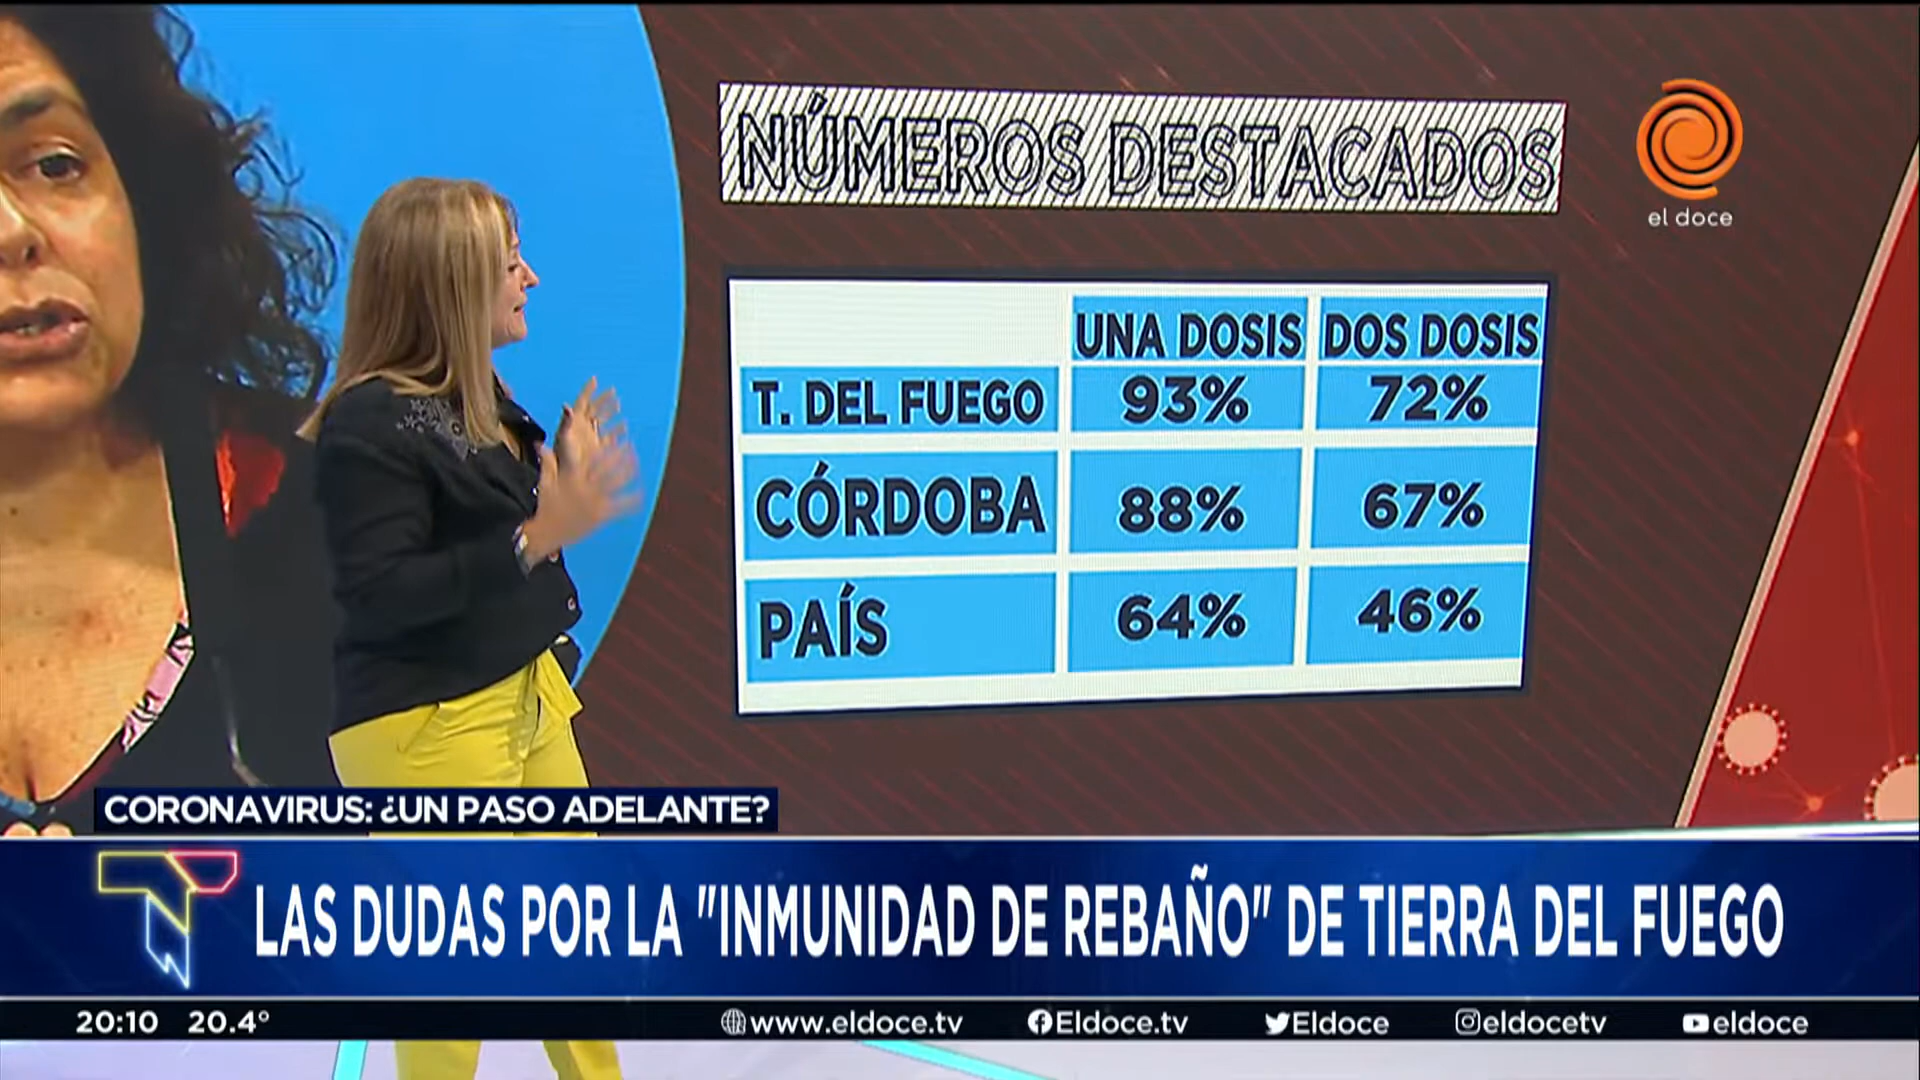 NÚMEROS DESTACADOS
el doce
UNA DOSIS DOS DOSIS
T. DEL FUEGO 93% 72%
CÓRDOBA 88% 67%
PAÍS 64% 46%
CORONAVIRUS: ¿UN PASO ADELANTE?
LAS DUDAS POR LA "INMUNIDAD DE REBAÑO" DE TIERRA DEL FUEGO
20:10 20.4° www.eldoce.tv Eldoce.tv Eldoce eldocetv eldoce